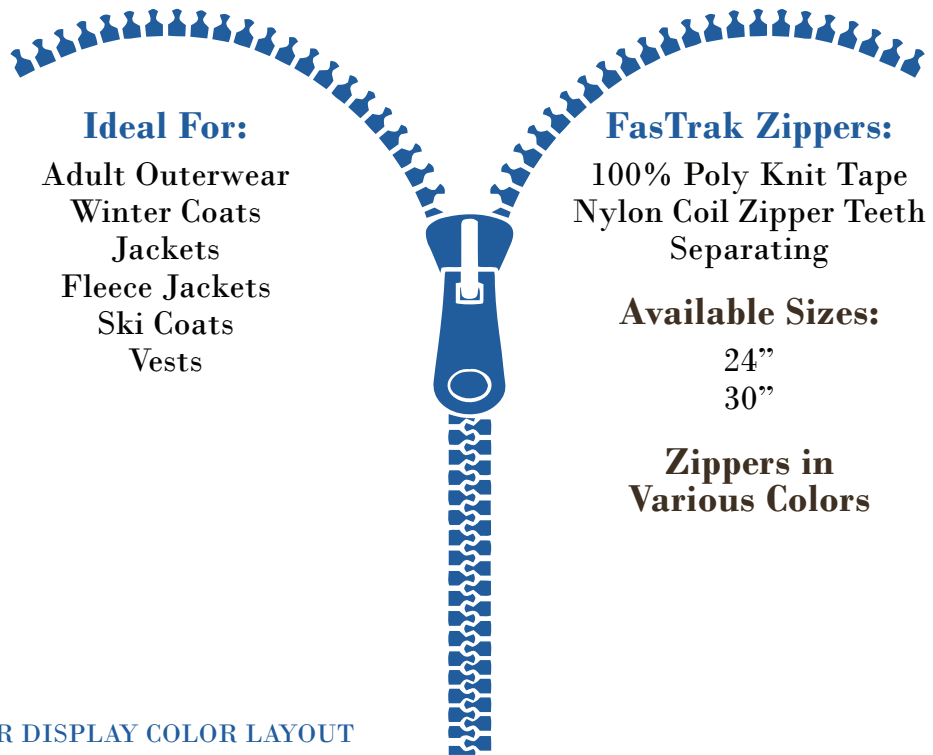 Ideal For:
Adult Outerwear
Winter Coats
Jackets
Fleece Jackets
Ski Coats
Vests
FasTrak Zippers:
100% Poly Knit Tape
Nylon Coil Zipper Teeth
Separating
Available Sizes:
24”
30”
Zippers in
Various Colors
R DISPLAY COLOR LAYOUT